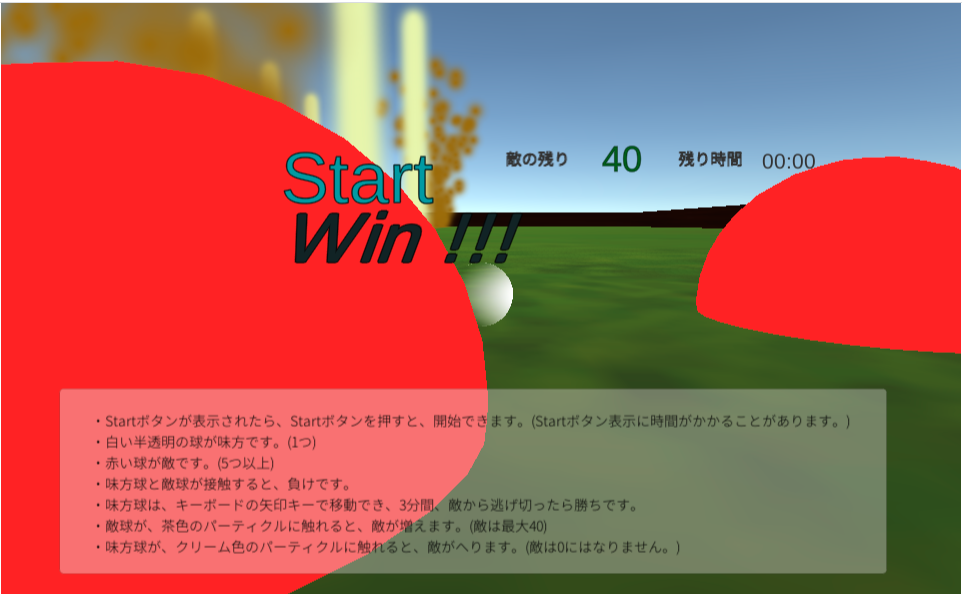 敵の残り 40 残り時間 00:00
Start
Win !!!
・Startボタンが表示されたら、Startボタンを押すと、開始できます。(Startボタン表示に時間がかかることがあります。)
・白い半透明の球が味方です。(1つ)
・赤い球が敵です。(5つ以上)
・味方球と敵球が接触すると、負けです。
・味方球は、キーボードの矢印キーで移動でき、3分間、敵から逃げ切ったら勝ちです。
・敵球が、茶色のパーティクルに触れると、敵が増えます。(敵は最大40)
・味方球が、クリーム色のパーティクルに触れると、敵がへります。(敵は0にはなりません。)